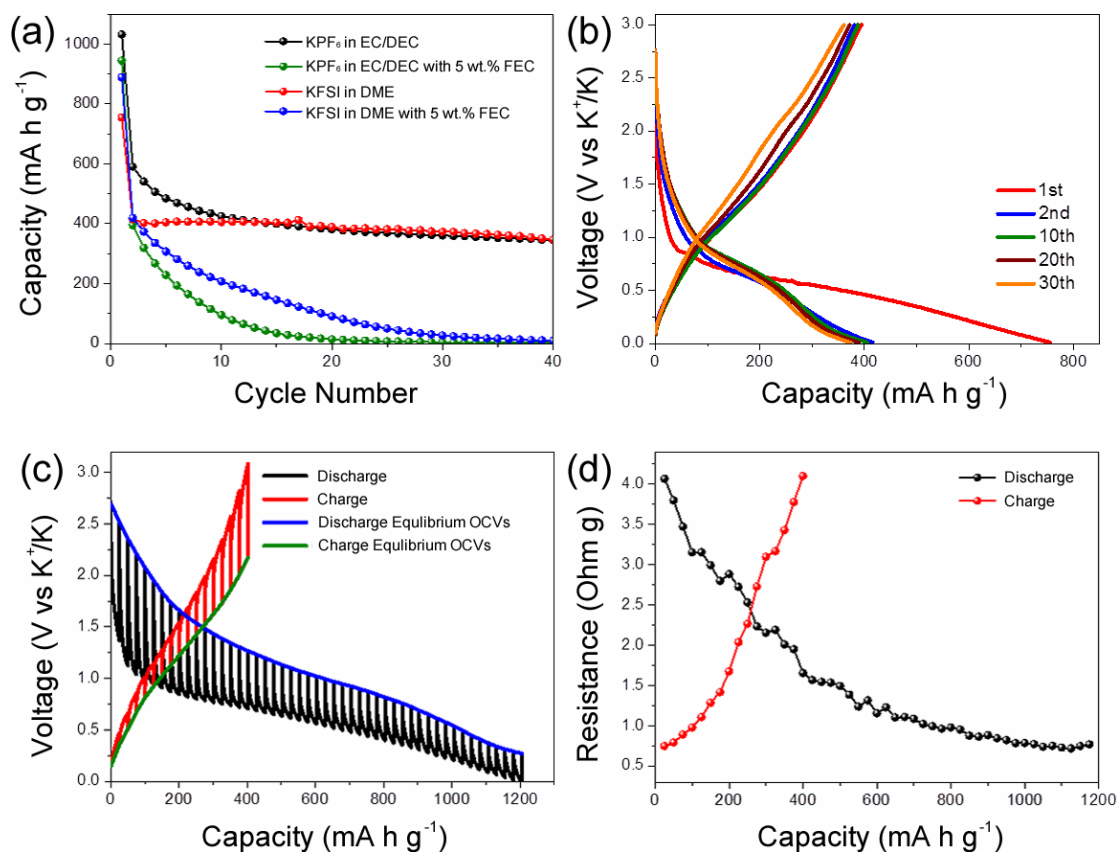 (a)
KPF₆ in EC/DEC
KPF₆ in EC/DEC with 5 wt.% FEC
KFSI in DME
KFSI in DME with 5 wt.% FEC
1000
800
600
400
200
0
0
10
20
30
40
Capacity (mA h g⁻¹)
Cycle Number
(b)
1st
2nd
10th
20th
30th
3.0
2.5
2.0
1.5
1.0
0.5
0.0
0
200
400
600
800
Voltage (V vs K⁺/K)
Capacity (mA h g⁻¹)
(c)
Discharge
Charge
Discharge Equlibrium OCVs
Charge Equlibrium OCVs
3.0
2.5
2.0
1.5
1.0
0.5
0.0
0
200
400
600
800
1000
1200
Voltage (V vs K⁺/K)
Capacity (mA h g⁻¹)
(d)
Discharge
Charge
4.0
3.5
3.0
2.5
2.0
1.5
1.0
0.5
0
200
400
600
800
1000
1200
Resistance (Ohm g)
Capacity (mA h g⁻¹)